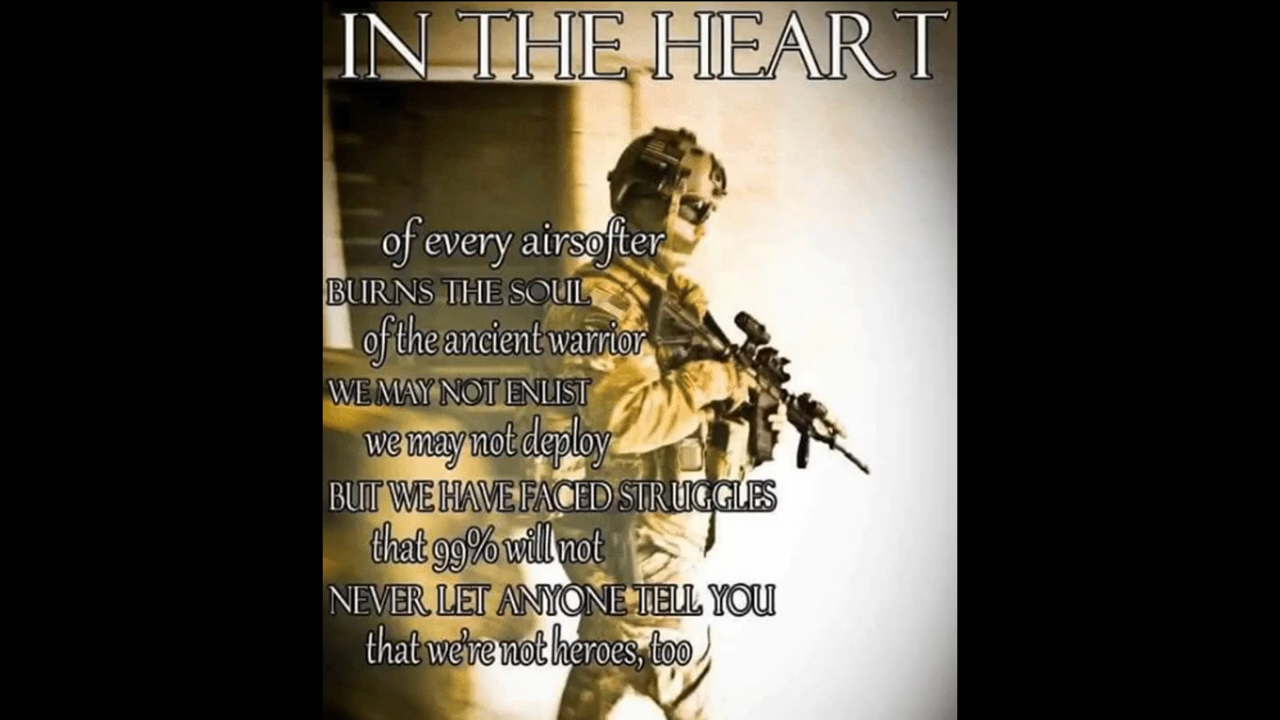 IN THE HEART
of every airsofter
BURNS THE SOUL
of the ancient warrior
WE MAY NOT ENLIST
we may not deploy
BUT WE HAVE FACED STRUGGLES
that 99% will not
NEVER LET ANYONE TELL YOU
that we're not heroes, too